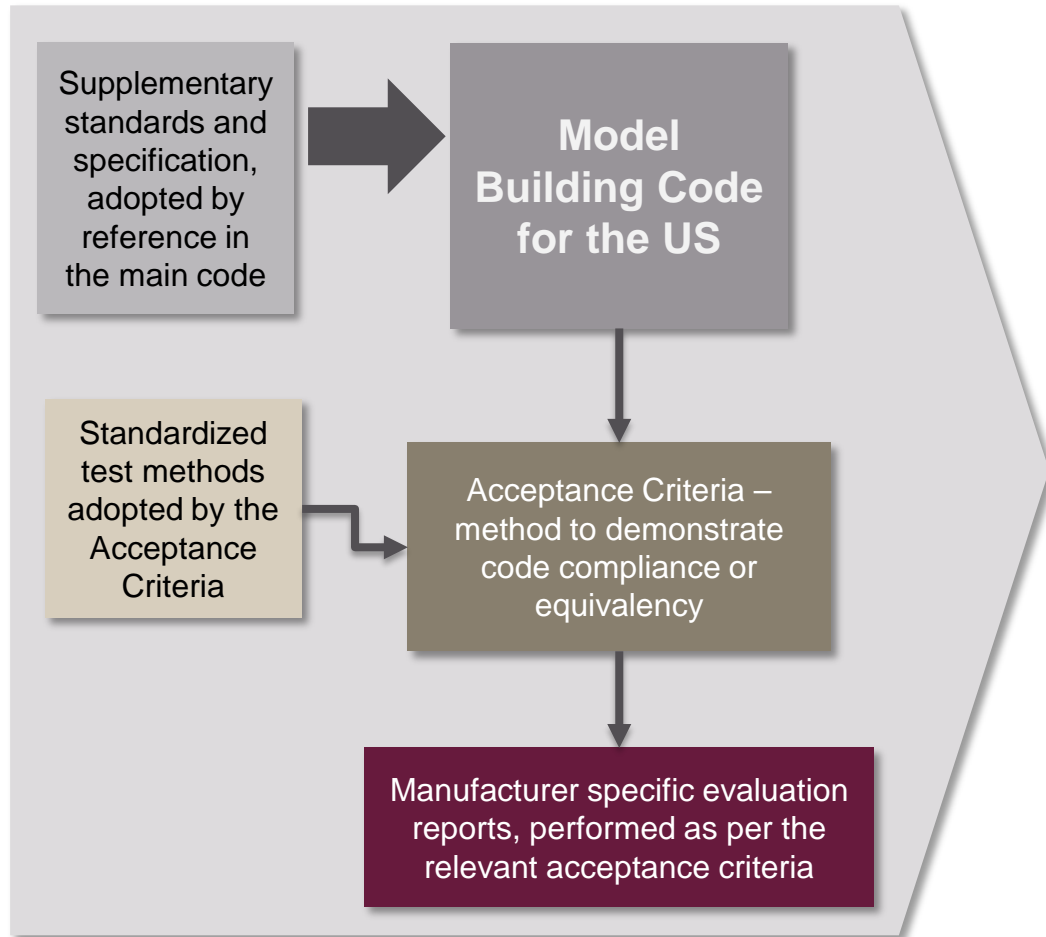 Supplementary
standards and
specification,
adopted by
reference in
the main code
Model
Building Code
for the US
Standardized
test methods
adopted by the
Acceptance
Criteria
Acceptance Criteria –
method to demonstrate
code compliance or
equivalency
Manufacturer specific evaluation
reports, performed as per the
relevant acceptance criteria